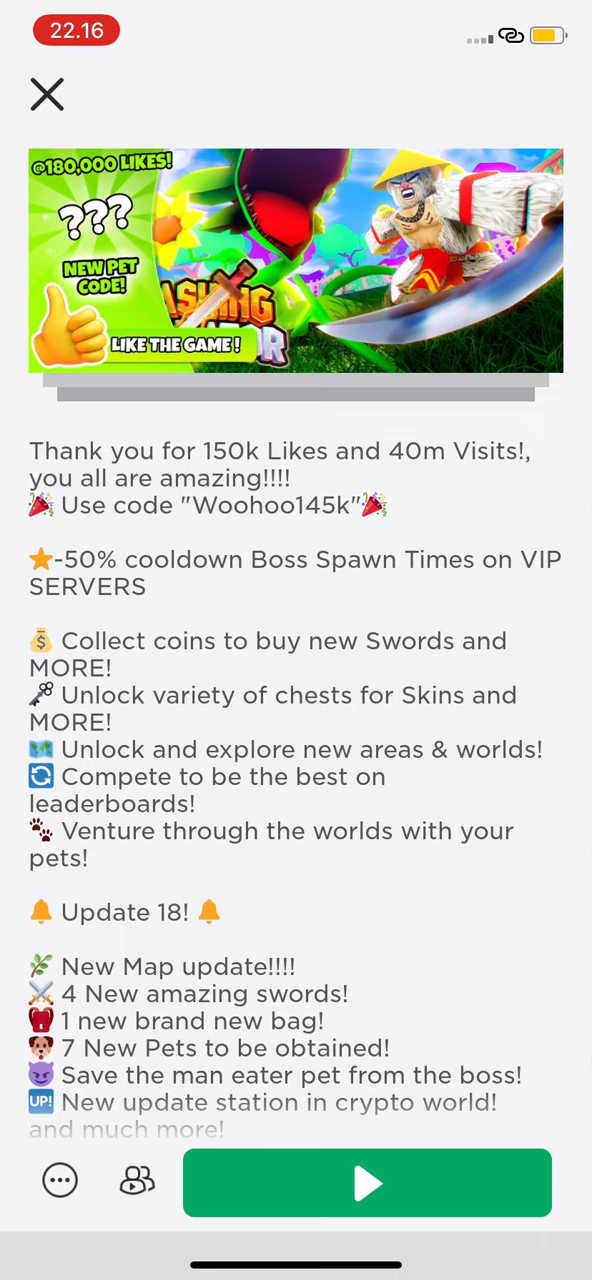 22.16
@180,000 LIKES!
???
NEW PET
CODE!
LIKE THE GAME!
Thank you for 150k Likes and 40m Visits!,
you all are amazing!!!!
🎉 Use code "Woohoo145k"🎉
⭐-50% cooldown Boss Spawn Times on VIP
SERVERS
💰 Collect coins to buy new Swords and
MORE!
🗝 Unlock variety of chests for Skins and
MORE!
🗺 Unlock and explore new areas & worlds!
🔄 Compete to be the best on
leaderboards!
🐾 Venture through the worlds with your
pets!
🔔 Update 18! 🔔
🌿 New Map update!!!!
⚔ 4 New amazing swords!
🎒 1 new brand new bag!
🐶 7 New Pets to be obtained!
😈 Save the man eater pet from the boss!
🆙 New update station in crypto world!
and much more!